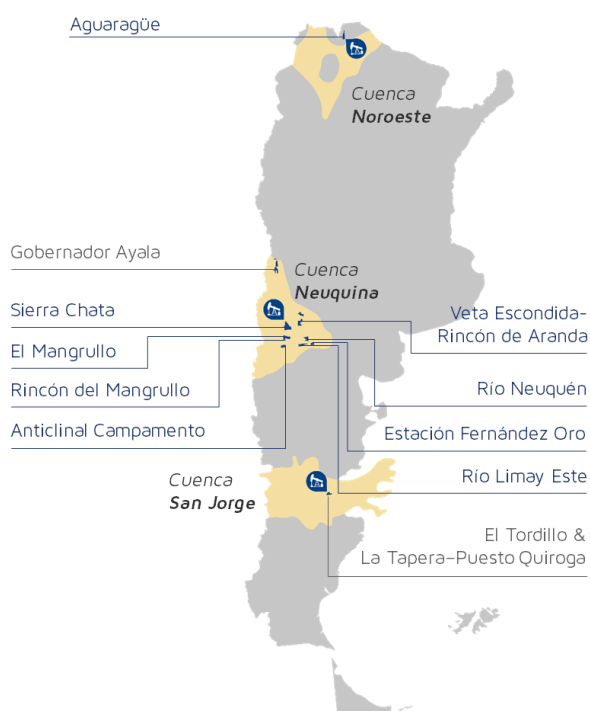 Aguaragüe
Cuenca
Noroeste
Gobernador Ayala
Cuenca
Neuquina
Sierra Chata
El Mangrullo
Rincón del Mangrullo
Anticlinal Campamento
Veta Escondida-
Rincón de Aranda
Río Neuquén
Estación Fernández Oro
Río Limay Este
Cuenca
San Jorge
El Tordillo &
La Tapera–Puesto Quiroga